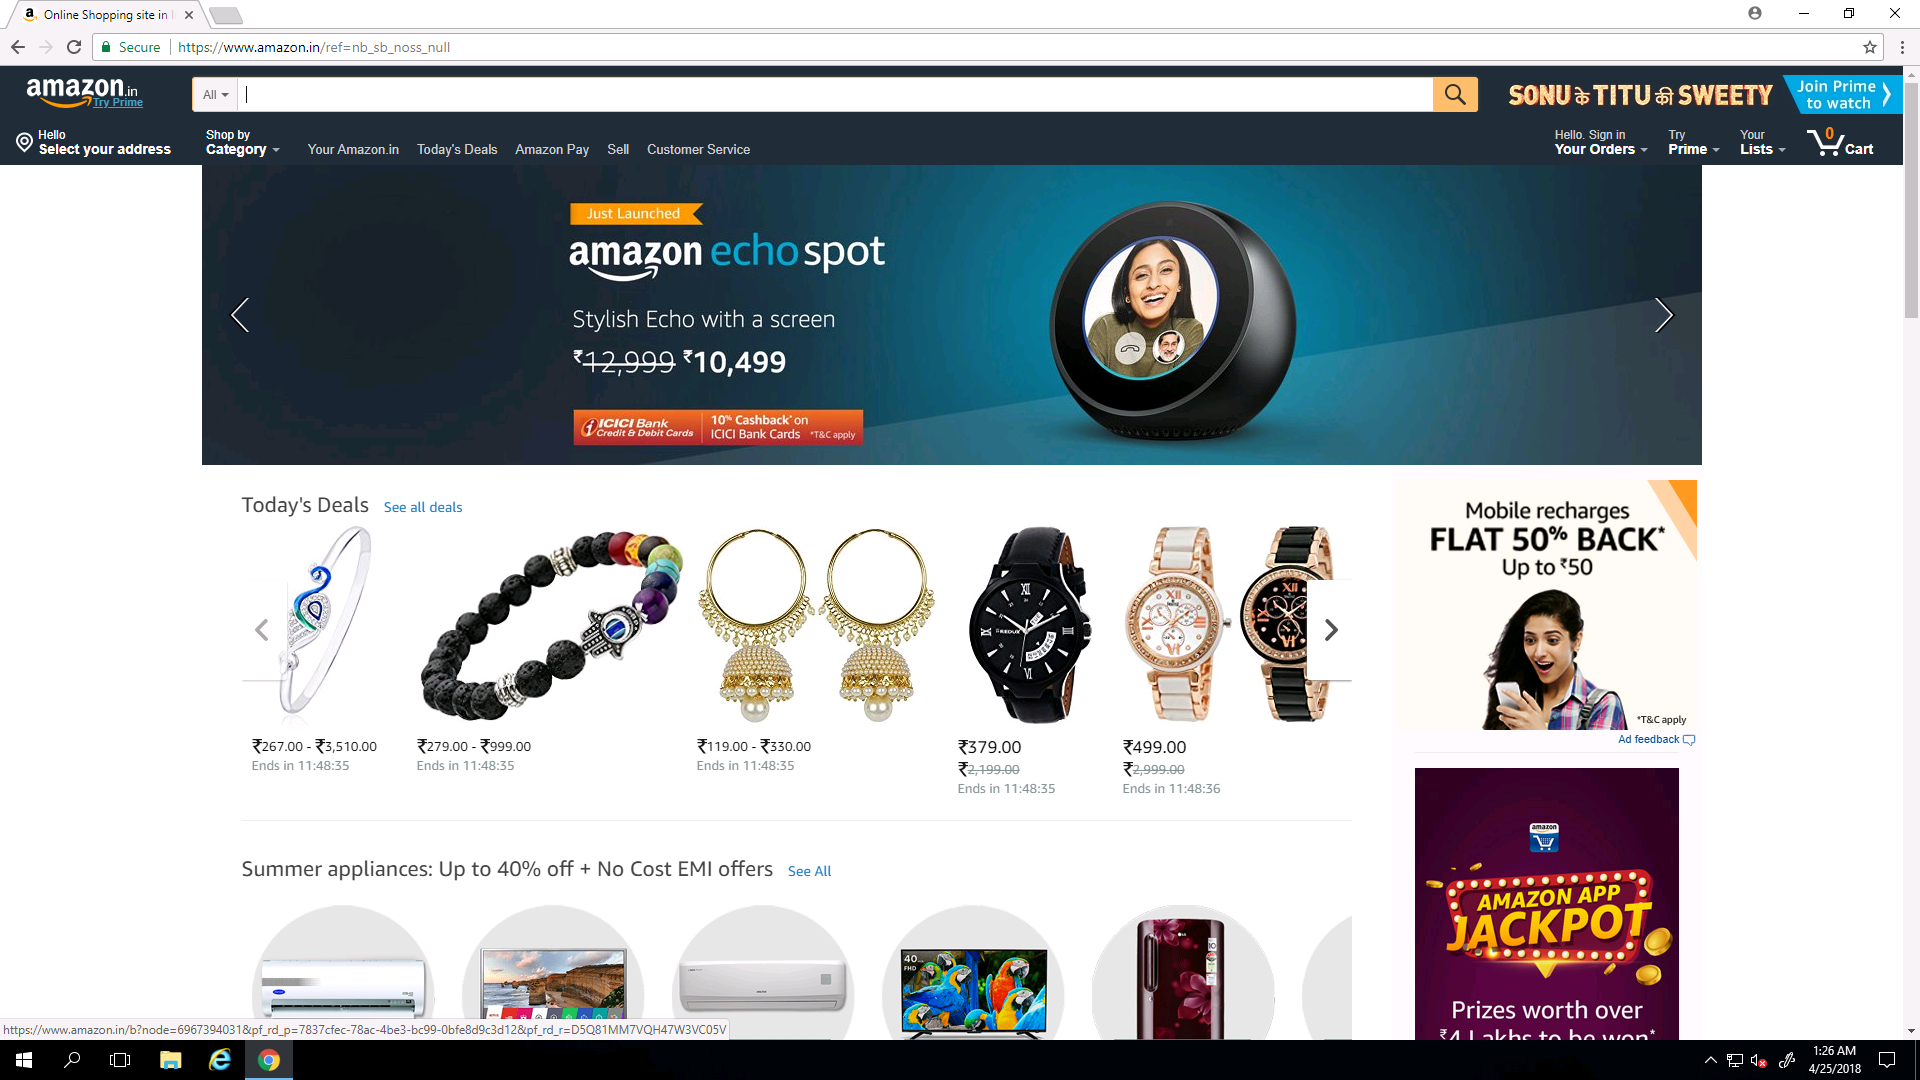 Online Shopping site in
Secure
https://www.amazon.in/ref=nb_sb_noss_null
amazon.in
Try Prime
All
SONU के TITU की SWEETY
Join Prime
to watch
Hello
Select your address
Shop by
Category
Your Amazon.in
Today's Deals
Amazon Pay
Sell
Customer Service
Hello. Sign in
Your Orders
Try
Prime
Your
Lists
0
Cart
Just Launched
amazon echo spot
Stylish Echo with a screen
₹12,999 ₹10,499
ICICI Bank
Credit & Debit Cards
10% Cashback* on
ICICI Bank Cards *T&C apply
Today's Deals See all deals
₹267.00 - ₹3,510.00
Ends in 11:48:35
₹279.00 - ₹999.00
Ends in 11:48:35
₹119.00 - ₹330.00
Ends in 11:48:35
₹379.00
₹2,199.00
Ends in 11:48:35
₹499.00
₹2,999.00
Ends in 11:48:36
Mobile recharges
FLAT 50% BACK*
Up to ₹50
*T&C apply
Ad feedback
Summer appliances: Up to 40% off + No Cost EMI offers See All
40
FHD
LG
amazon
AMAZON APP
JACKPOT
Prizes worth over
₹4 Lakhs to be won*
https://www.amazon.in/b?node=6967394031&pf_rd_p=7837cfec-78ac-4be3-bc99-0bfe8d9c3d12&pf_rd_r=D5Q81MM7VQH47W3VC05V
1:26 AM
4/25/2018